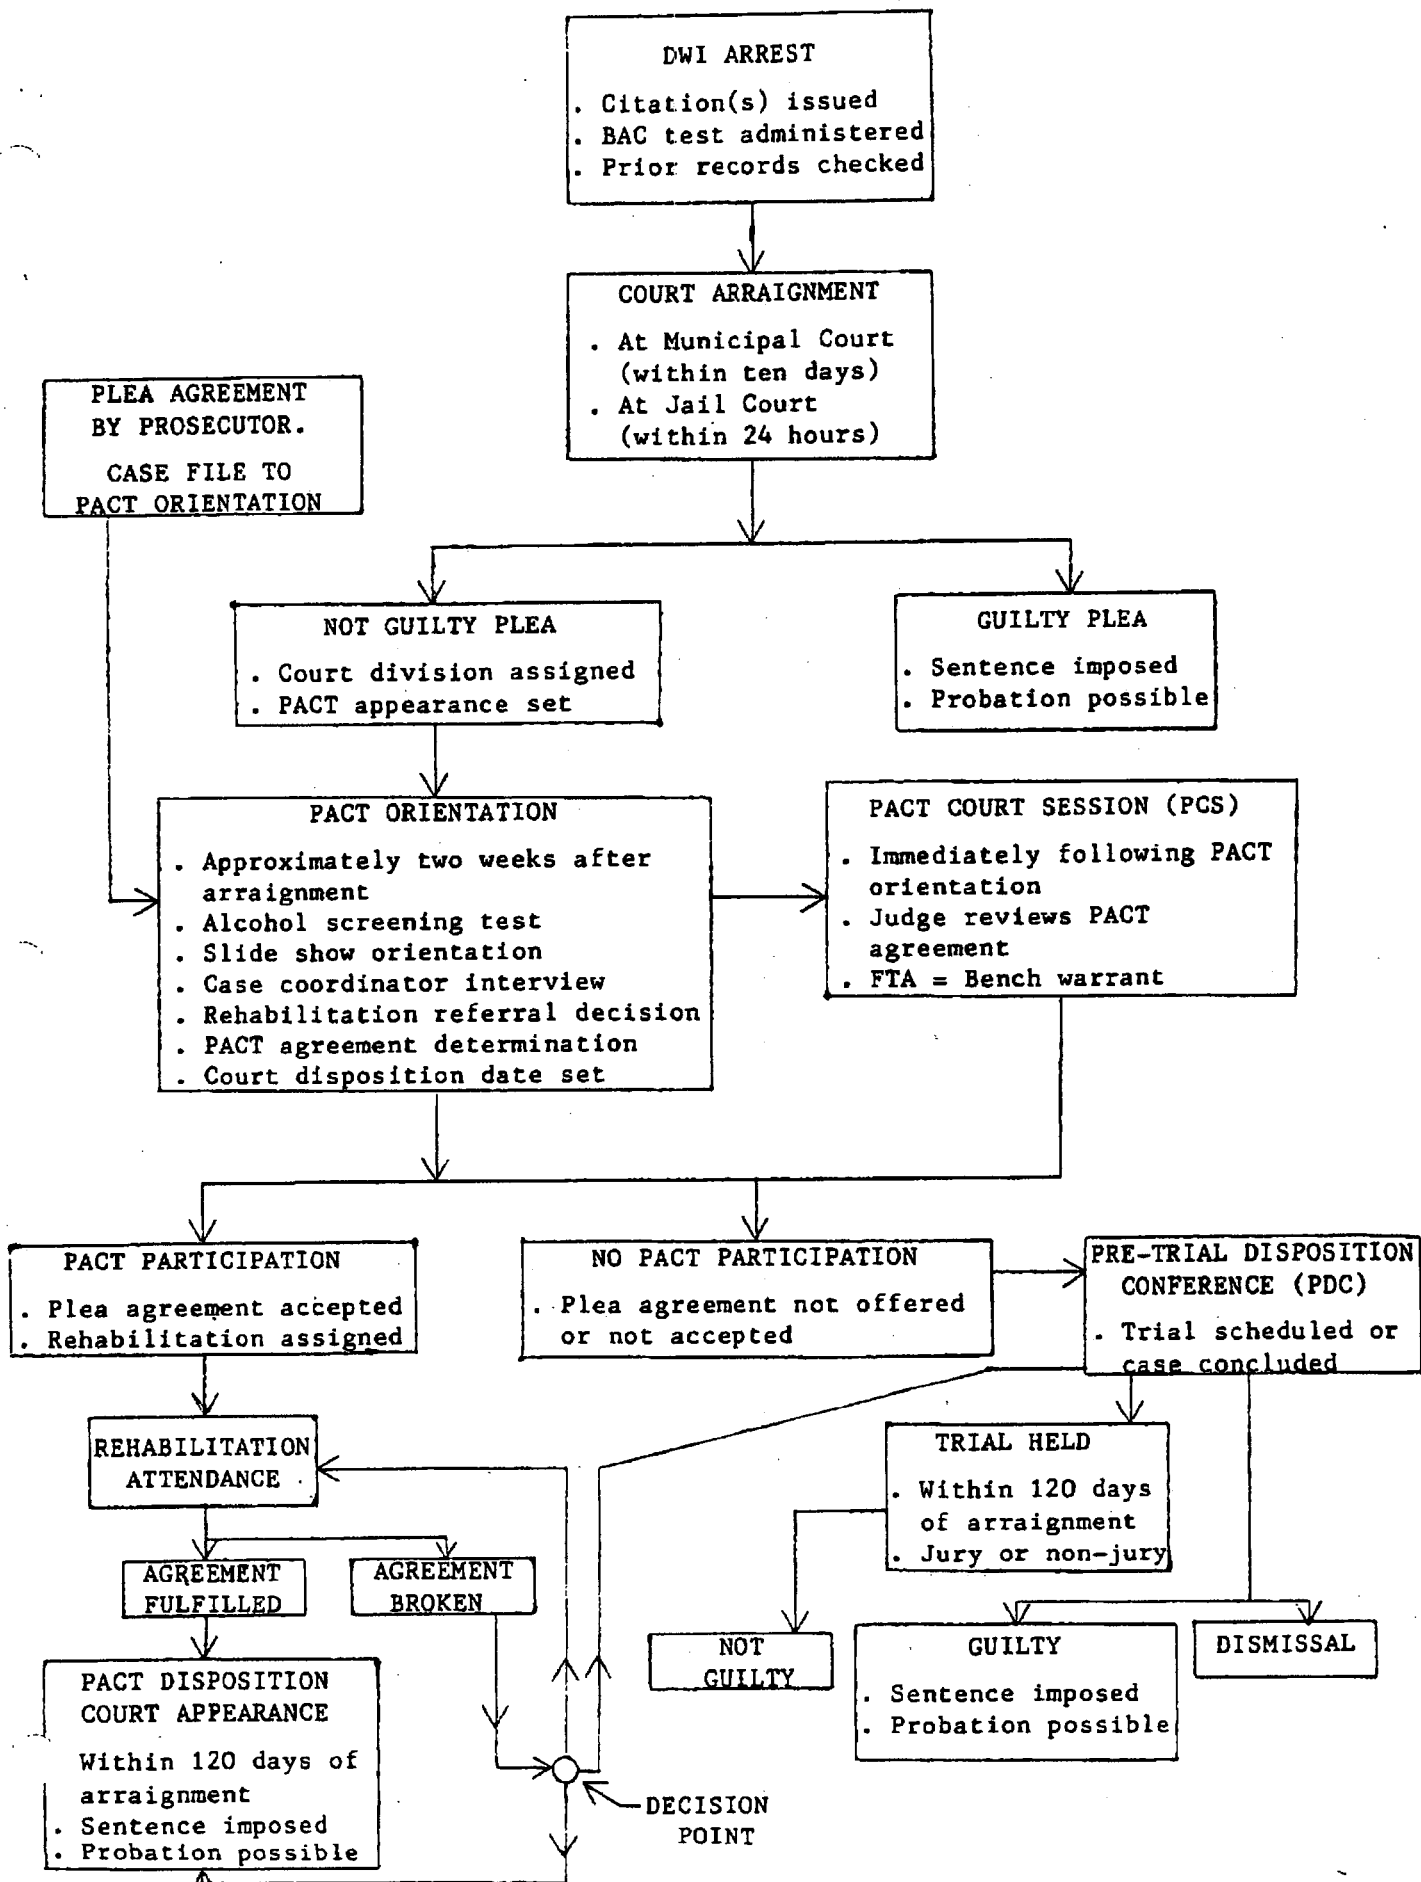 DWI ARREST
. Citation(s) issued
. BAC test administered
. Prior records checked
COURT ARRAIGNMENT
. At Municipal Court
(within ten days)
. At Jail Court
(within 24 hours)
PLEA AGREEMENT
BY PROSECUTOR.
CASE FILE TO
PACT ORIENTATION
NOT GUILTY PLEA
. Court division assigned
. PACT appearance set
GUILTY PLEA
. Sentence imposed
. Probation possible
PACT ORIENTATION
. Approximately two weeks after
arraignment
. Alcohol screening test
. Slide show orientation
. Case coordinator interview
. Rehabilitation referral decision
. PACT agreement determination
. Court disposition date set
PACT COURT SESSION (PCS)
. Immediately following PACT
orientation
. Judge reviews PACT
agreement
. FTA = Bench warrant
PACT PARTICIPATION
. Plea agreement accepted
. Rehabilitation assigned
NO PACT PARTICIPATION
. Plea agreement not offered
or not accepted
PRE-TRIAL DISPOSITION
CONFERENCE (PDC)
. Trial scheduled or
case concluded
REHABILITATION
ATTENDANCE
TRIAL HELD
. Within 120 days
of arraignment
. Jury or non-jury
AGREEMENT
FULFILLED
AGREEMENT
BROKEN
NOT
GUILTY
GUILTY
. Sentence imposed
. Probation possible
DISMISSAL
PACT DISPOSITION
COURT APPEARANCE
Within 120 days of
arraignment
. Sentence imposed
. Probation possible
DECISION
POINT